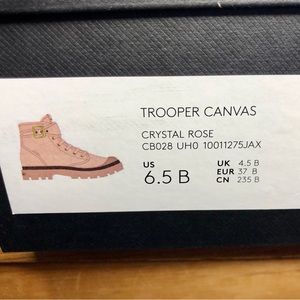 TROOPER CANVAS
CRYSTAL ROSE
CB028 UH0 10011275JAX
US
6.5 B
UK 4.5 B
EUR 37 B
CN 235 B